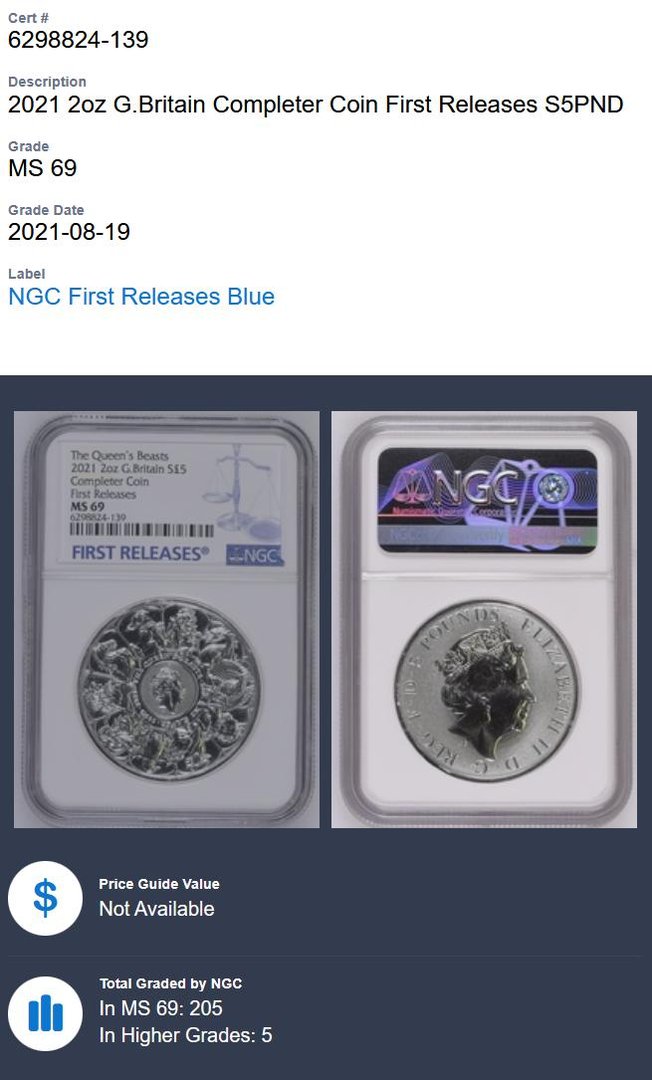 Cert #
6298824-139
Description
2021 2oz G.Britain Completer Coin First Releases S5PND
Grade
MS 69
Grade Date
2021-08-19
Label
NGC First Releases Blue
The Queen's Beasts
2021 2oz G.Britain S£5
Completer Coin
First Releases
MS 69
6298824-139
FIRST RELEASES®
NGC
NGC
Numismatic Guaranty Corporation
5 POUNDS ELIZABETH II D G REG F D
Price Guide Value
Not Available
Total Graded by NGC
In MS 69: 205
In Higher Grades: 5